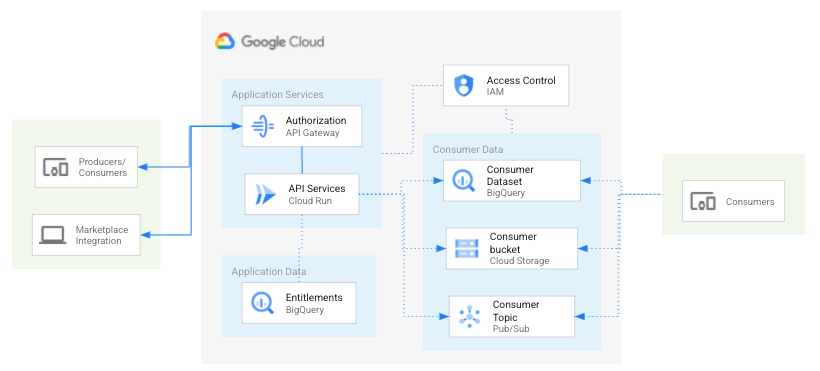 Google Cloud
Application Services
Authorization
API Gateway
API Services
Cloud Run
Application Data
Entitlements
BigQuery
Producers/
Consumers
Marketplace
Integration
Access Control
IAM
Consumer Data
Consumer
Dataset
BigQuery
Consumer
bucket
Cloud Storage
Consumer
Topic
Pub/Sub
Consumers